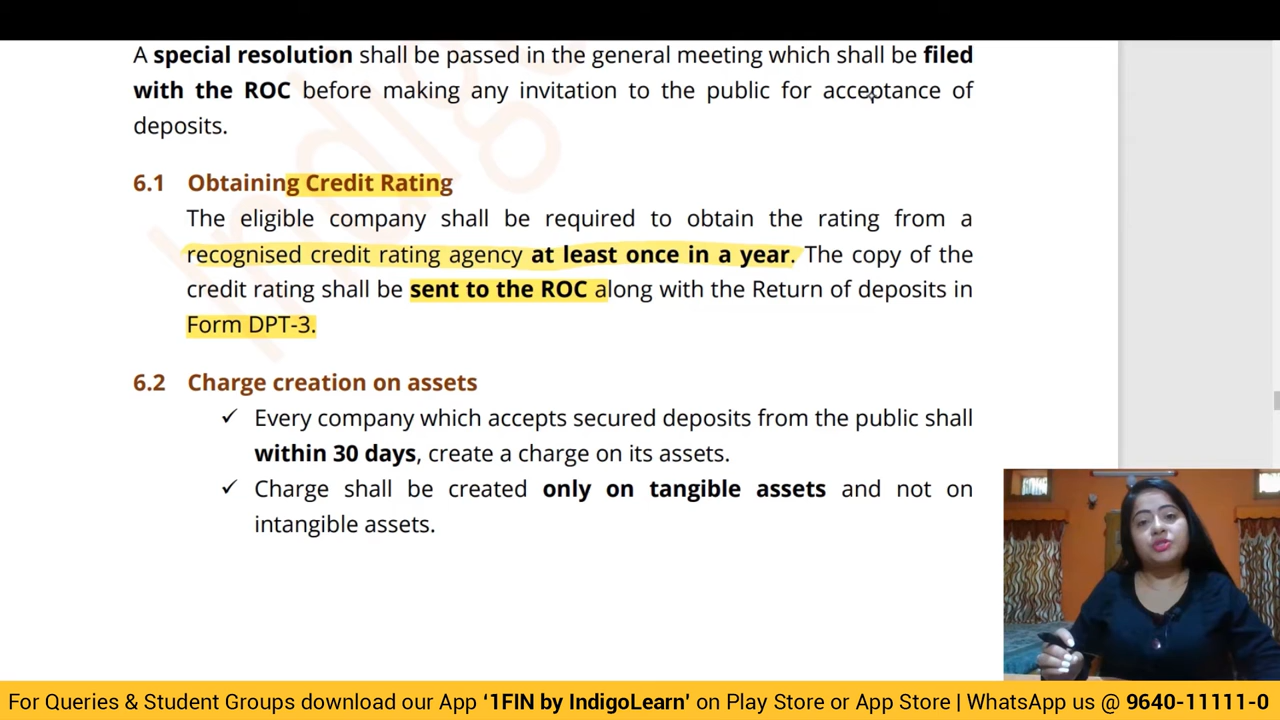 A special resolution shall be passed in the general meeting which shall be filed
with the ROC before making any invitation to the public for acceptance of
deposits.
6.1 Obtaining Credit Rating
The eligible company shall be required to obtain the rating from a
recognised credit rating agency at least once in a year. The copy of the
credit rating shall be sent to the ROC along with the Return of deposits in
Form DPT-3.
6.2 Charge creation on assets
✓ Every company which accepts secured deposits from the public shall
within 30 days, create a charge on its assets.
✓ Charge shall be created only on tangible assets and not on
intangible assets.
For Queries & Student Groups download our App ‘1FIN by IndigoLearn' on Play Store or App Store | WhatsApp us @ 9640-11111-0